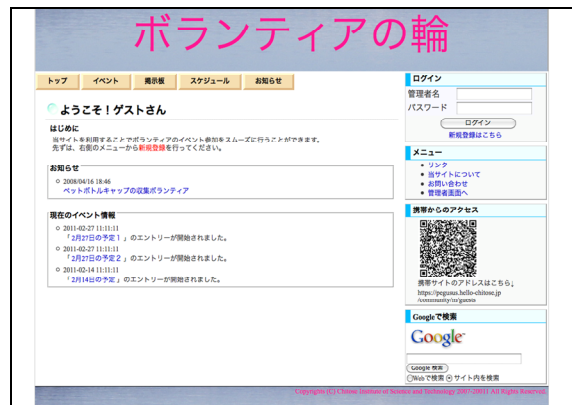 ボランティアの輪
トップ イベント 掲示板 スケジュール お知らせ
ようこそ！ゲストさん
はじめに
当サイトを利用することでボランティアのイベント参加をスムーズに行うことができます。
先ずは、右側のメニューから新規登録を行ってください。
お知らせ
2008/04/16 18:46
ペットボトルキャップの収集ボランティア
現在のイベント情報
2011-02-27 11:11:11
「2月27日の予定１」のエントリーが開始されました。
2011-02-27 11:11:11
「2月27日の予定２」のエントリーが開始されました。
2011-02-14 11:11:11
「2月14日の予定」のエントリーが開始されました。
ログイン
管理者名
パスワード
ログイン
新規登録はこちら
メニュー
リンク
当サイトについて
お問い合わせ
管理者画面へ
携帯からのアクセス
携帯サイトのアドレスはこちら↓
https://pegusus.hello-chitose.jp
/community/m/guests
Googleで検索
Google
Google 検索
Webで検索 サイト内を検索
Copyrights (C) Chitose Institute of Science and Technology 2007-20011 All Rights Reserved.